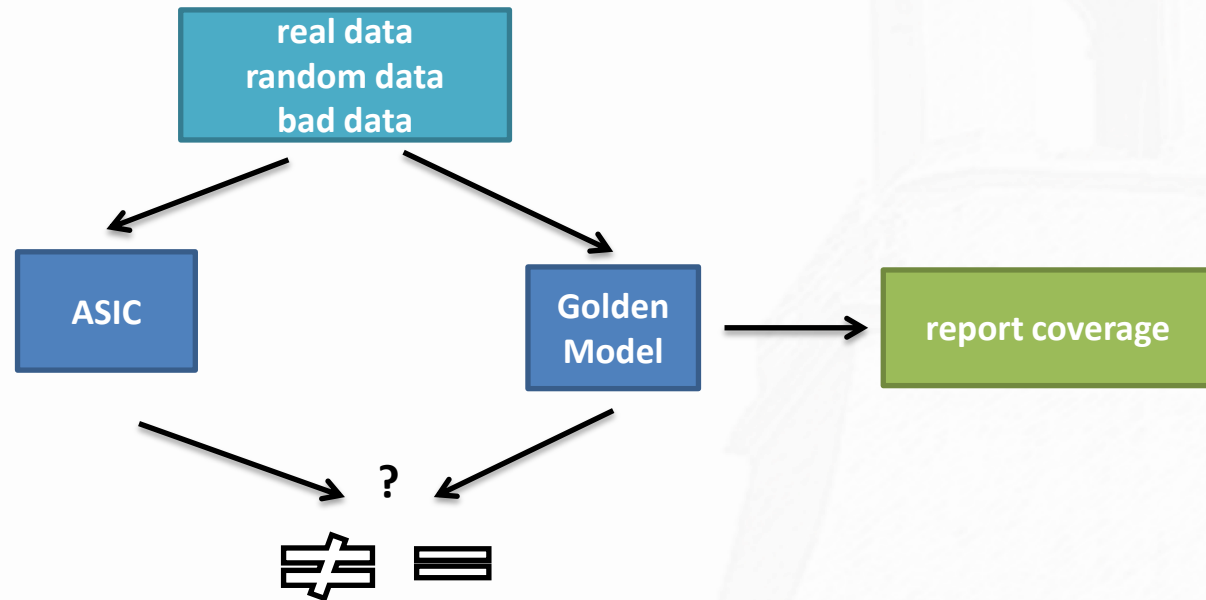 real data
random data
bad data
ASIC
Golden
Model
report coverage
?
≠ =